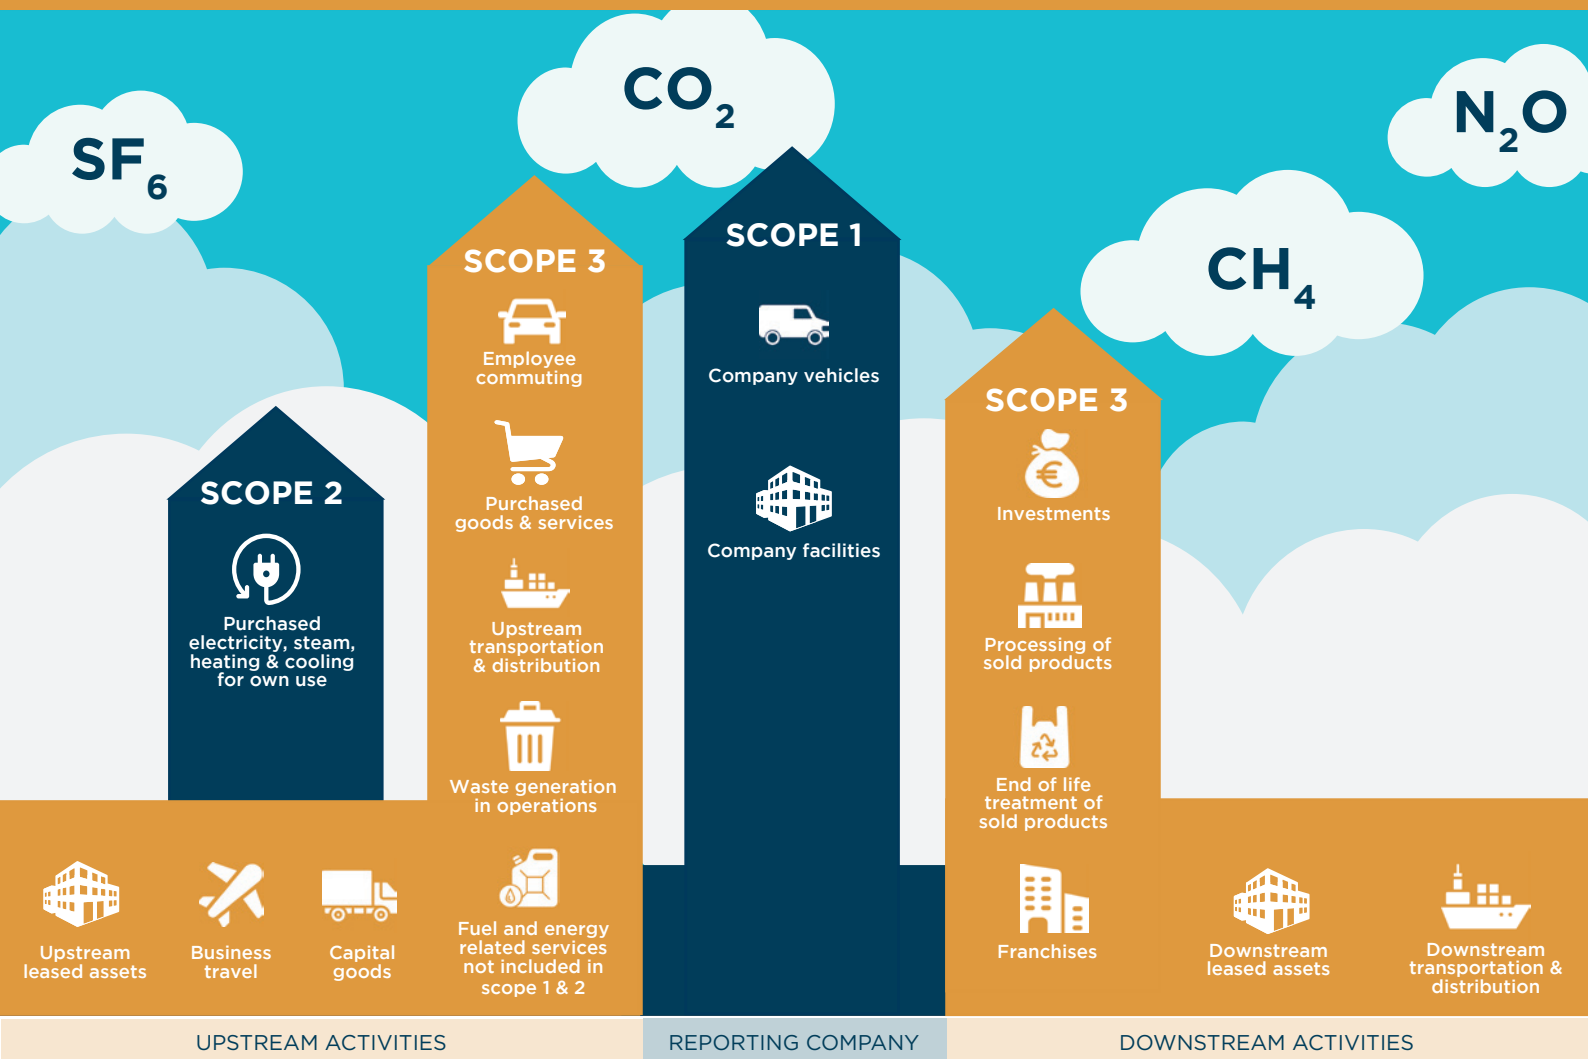 SF6
CO2
N2O
CH4
SCOPE 2
Purchased
electricity, steam,
heating & cooling
for own use
SCOPE 3
Employee
commuting
Purchased
goods & services
Upstream
transportation
& distribution
Waste generation
in operations
Fuel and energy
related services
not included in
scope 1 & 2
Upstream
leased assets
Business
travel
Capital
goods
SCOPE 1
Company vehicles
Company facilities
SCOPE 3
€
Investments
Processing of
sold products
End of life
treatment of
sold products
Franchises
Downstream
leased assets
Downstream
transportation &
distribution
UPSTREAM ACTIVITIES
REPORTING COMPANY
DOWNSTREAM ACTIVITIES